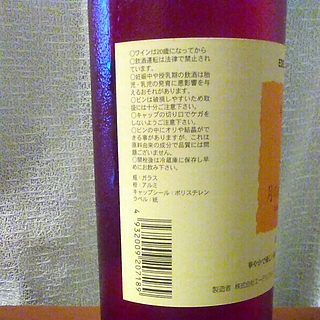 ○ワインは20歳になってから
○飲酒運転は法律で禁止されています。
○妊娠中や授乳期の飲酒は胎
児・乳児の発育に悪影響を与
えるおそれがあります。
○ビンは破損しやすいため取
扱には十分ご注意下さい。
○キャップの切り口でケガを
しないようご注意下さい。
○ビンの中にオリや結晶がで
きる事がありますが、これは
原料由来の成分で品質には問
題ございません。
○開栓後は冷蔵庫に保存し早
めにお飲み下さい。
瓶：ガラス
栓：アルミ
キャップシール：ポリスチレン
ラベル：紙
4 932009 207189
製造者 株式会社